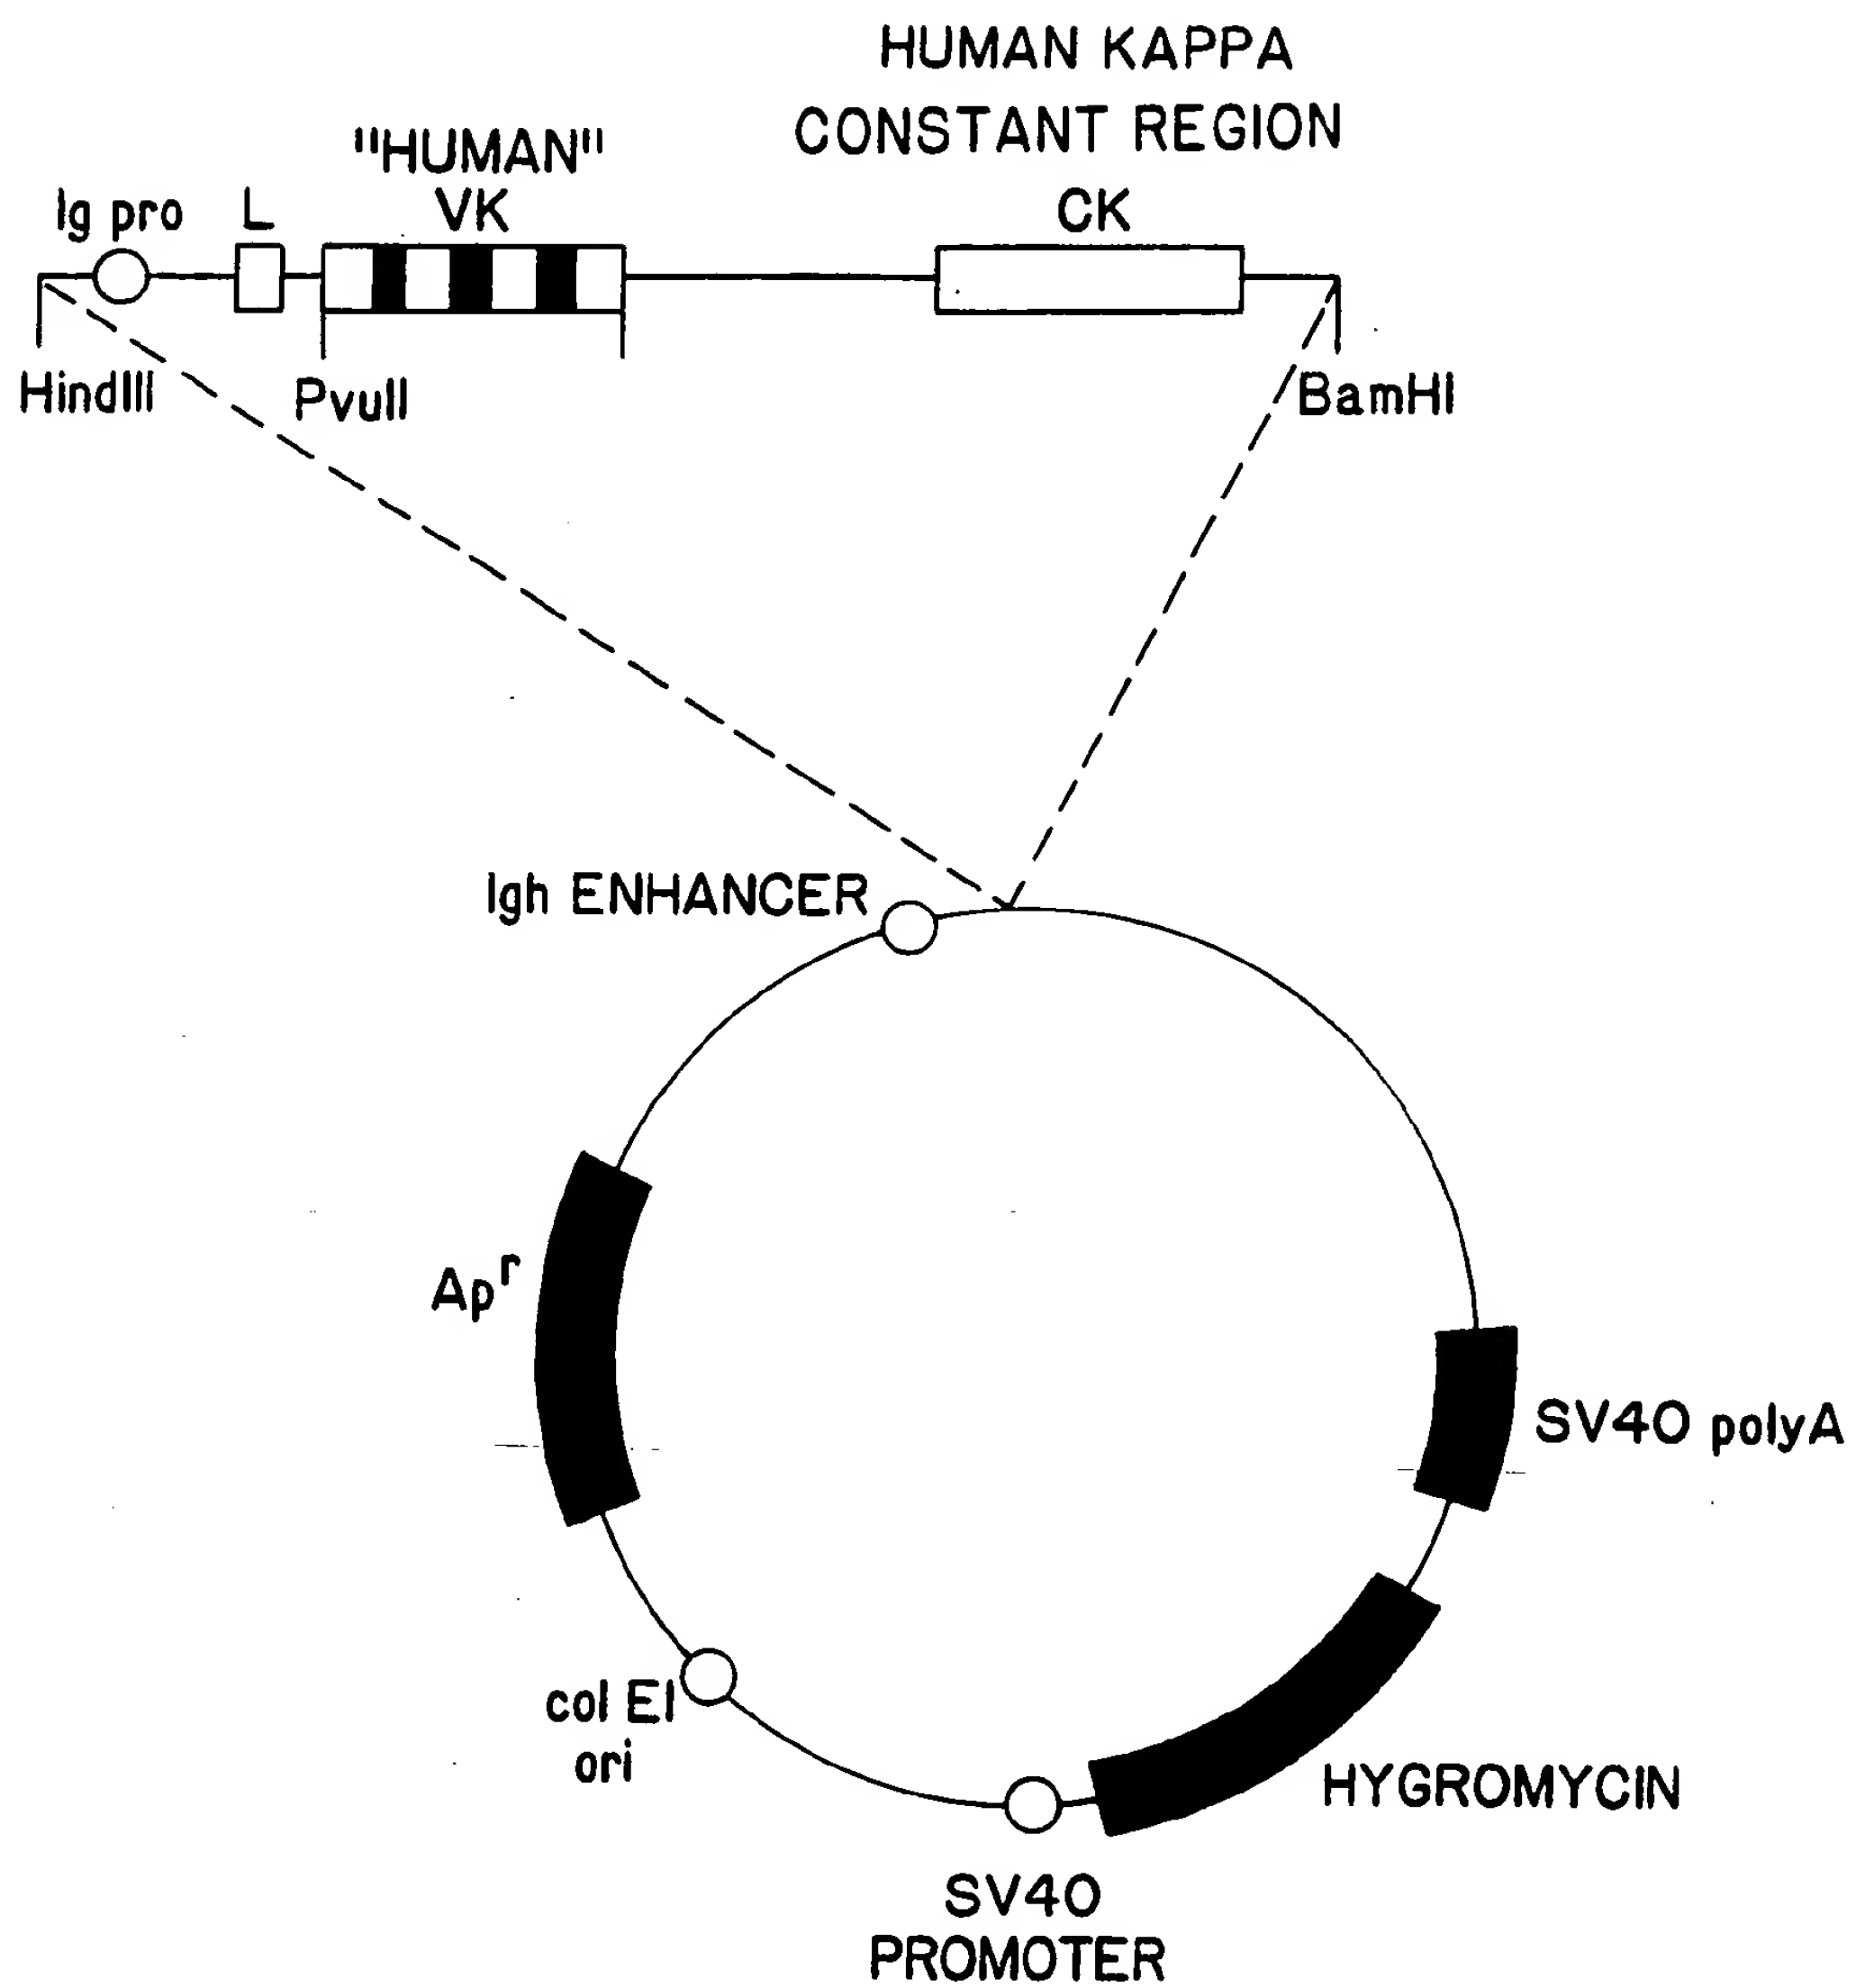 HUMAN KAPPA
CONSTANT REGION
"HUMAN"
Ig pro
L
VK
CK
HindIII
PvuII
BamHI
Igh ENHANCER
Ap^r
SV40 polyA
col EI
ori
HYGROMYCIN
SV40
PROMOTER